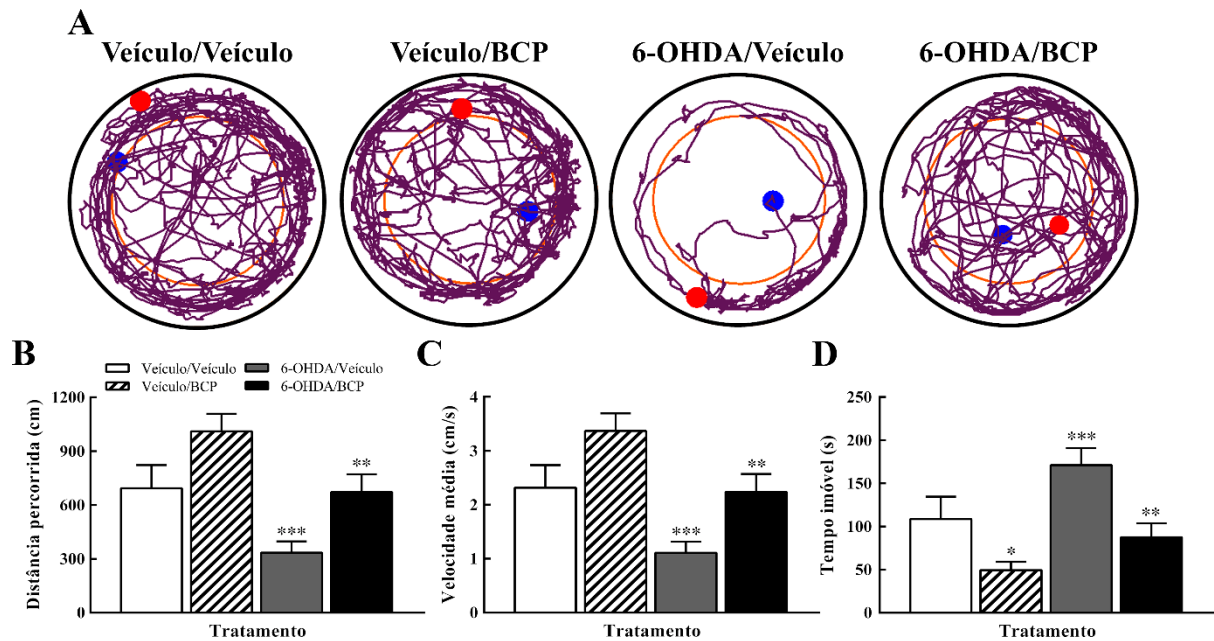 A
Veículo/Veículo
Veículo/BCP
6-OHDA/Veículo
6-OHDA/BCP
B
Veículo/Veículo
6-OHDA/Veículo
Veículo/BCP
6-OHDA/BCP
Distância percorrida (cm)
1200
900
600
300
0
***
**
Tratamento
C
Velocidade média (cm/s)
4
3
2
1
0
***
**
Tratamento
D
Tempo imóvel (s)
250
200
150
100
50
0
*
***
**
Tratamento